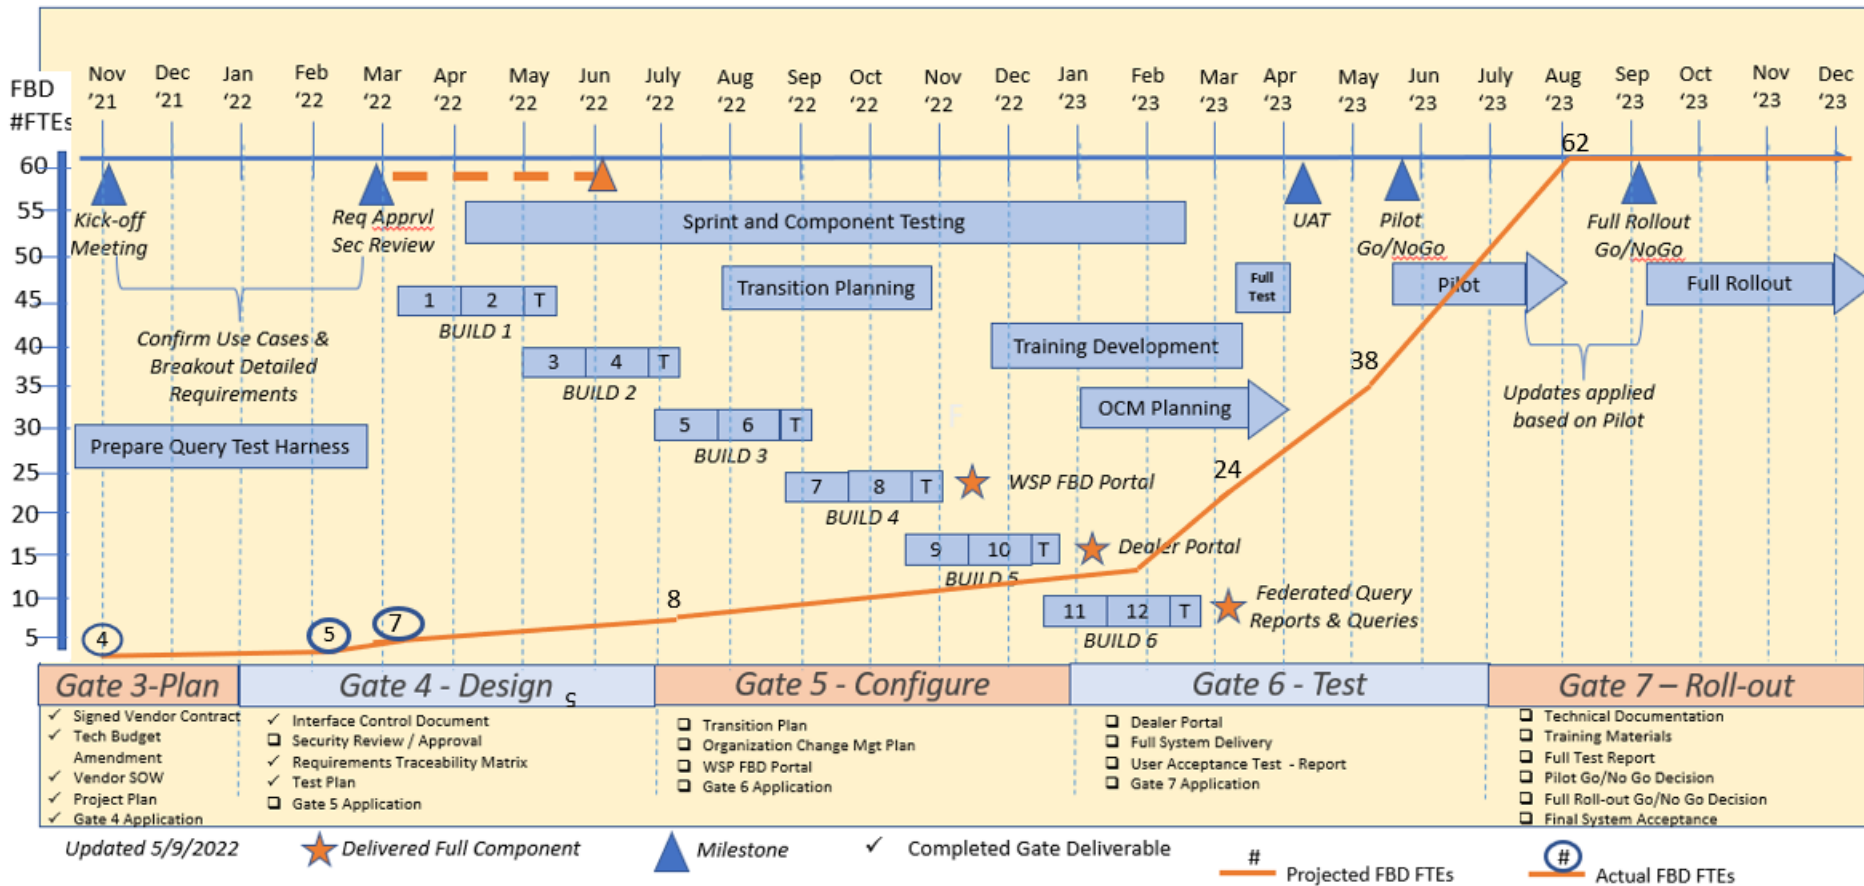 Nov Dec Jan Feb Mar Apr May Jun July Aug Sep Oct Nov Dec Jan Feb Mar Apr May Jun July Aug Sep Oct Nov Dec
‘21 ‘21 ‘22 ‘22 ‘22 ‘22 ‘22 ‘22 ‘22 ‘22 ‘22 ‘22 ‘22 ‘22 ‘23 ‘23 ‘23 ‘23 ‘23 ‘23 ‘23 ‘23 ‘23 ‘23 ‘23 ‘23
FBD
#FTEs
60
55
50
45
40
35
30
25
20
15
10
5
62
Kick-off
Meeting
Req Apprvl
Sec Review
Sprint and Component Testing
UAT
Pilot
Go/NoGo
Full Rollout
Go/NoGo
Transition Planning
Full
Test
Pilot
Full Rollout
1 2 T
BUILD 1
Confirm Use Cases &
Breakout Detailed
Requirements
3 4 T
BUILD 2
Training Development
38
OCM Planning
Updates applied
based on Pilot
F
5 6 T
BUILD 3
Prepare Query Test Harness
24
7 8 T
BUILD 4
WSP FBD Portal
9 10 T
BUILD 5
Dealer Portal
11 12 T
BUILD 6
Federated Query
Reports & Queries
4
5
7
8
Gate 3-Plan
Gate 4 - Design
5
Gate 5 - Configure
Gate 6 - Test
Gate 7 – Roll-out
✓ Signed Vendor Contract
✓ Tech Budget
Amendment
✓ Vendor SOW
✓ Project Plan
✓ Gate 4 Application
✓ Interface Control Document
❑ Security Review / Approval
✓ Requirements Traceability Matrix
✓ Test Plan
❑ Gate 5 Application
❑ Transition Plan
❑ Organization Change Mgt Plan
❑ WSP FBD Portal
❑ Gate 6 Application
❑ Dealer Portal
❑ Full System Delivery
❑ User Acceptance Test - Report
❑ Gate 7 Application
❑ Technical Documentation
❑ Training Materials
❑ Full Test Report
❑ Pilot Go/No Go Decision
❑ Full Roll-out Go/No Go Decision
❑ Final System Acceptance
Updated 5/9/2022
Delivered Full Component
Milestone
✓ Completed Gate Deliverable
# Projected FBD FTEs
# Actual FBD FTEs